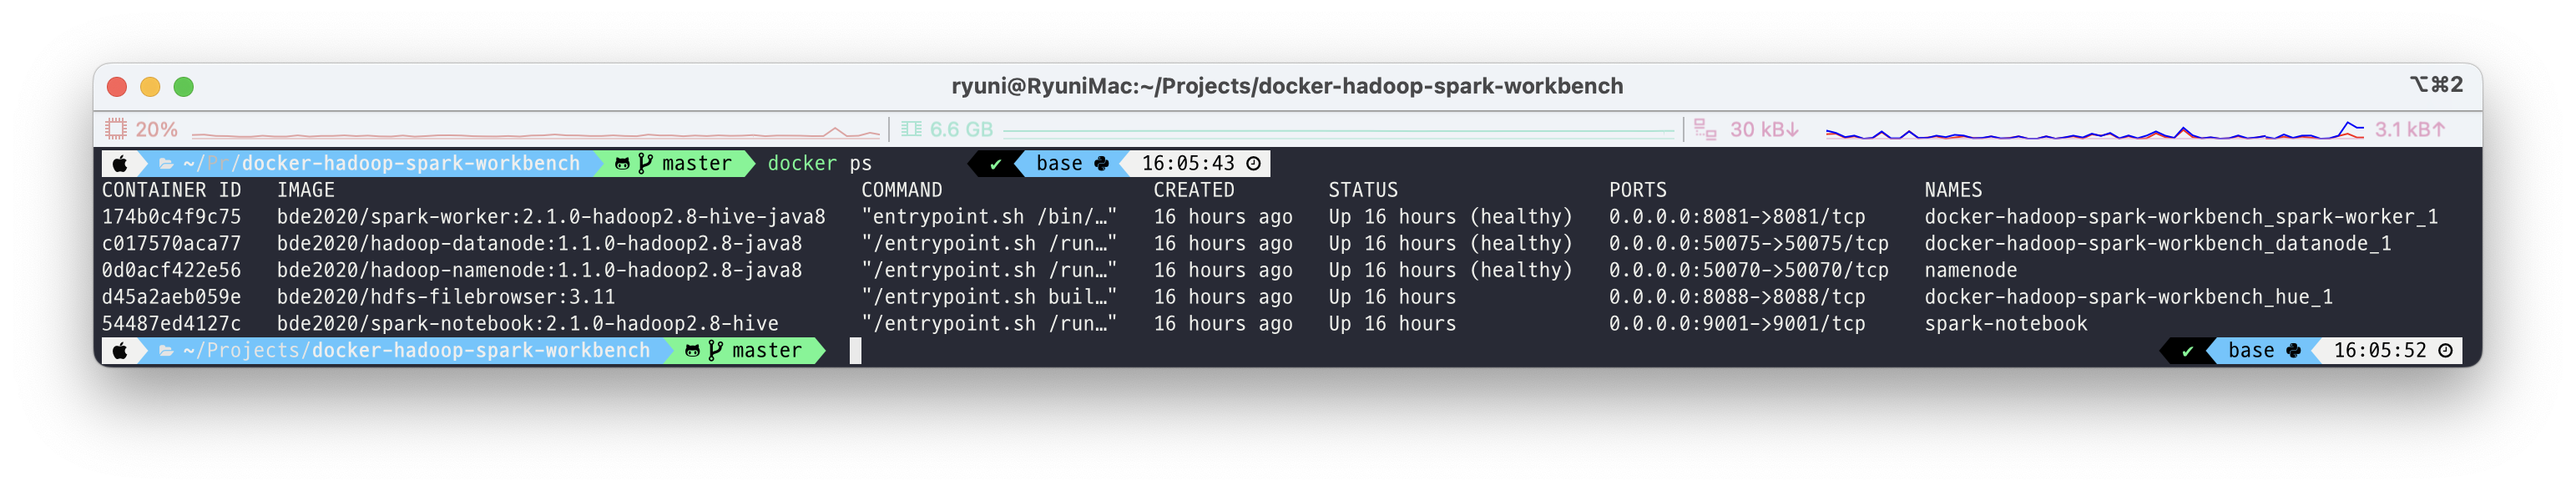 ryuni@RyuniMac:~/Projects/docker-hadoop-spark-workbench ⌥⌘2
20% 6.6 GB 30 kB↓ 3.1 kB↑
~/Pr/docker-hadoop-spark-workbench master docker ps ✔ base 16:05:43
CONTAINER ID IMAGE COMMAND CREATED STATUS PORTS NAMES
174b0c4f9c75 bde2020/spark-worker:2.1.0-hadoop2.8-hive-java8 "entrypoint.sh /bin/…" 16 hours ago Up 16 hours (healthy) 0.0.0.0:8081->8081/tcp docker-hadoop-spark-workbench_spark-worker_1
c017570aca77 bde2020/hadoop-datanode:1.1.0-hadoop2.8-java8 "/entrypoint.sh /run…" 16 hours ago Up 16 hours (healthy) 0.0.0.0:50075->50075/tcp docker-hadoop-spark-workbench_datanode_1
0d0acf422e56 bde2020/hadoop-namenode:1.1.0-hadoop2.8-java8 "/entrypoint.sh /run…" 16 hours ago Up 16 hours (healthy) 0.0.0.0:50070->50070/tcp namenode
d45a2aeb059e bde2020/hdfs-filebrowser:3.11 "/entrypoint.sh buil…" 16 hours ago Up 16 hours 0.0.0.0:8088->8088/tcp docker-hadoop-spark-workbench_hue_1
54487ed4127c bde2020/spark-notebook:2.1.0-hadoop2.8-hive "/entrypoint.sh /run…" 16 hours ago Up 16 hours 0.0.0.0:9001->9001/tcp spark-notebook
~/Projects/docker-hadoop-spark-workbench master ✔ base 16:05:52